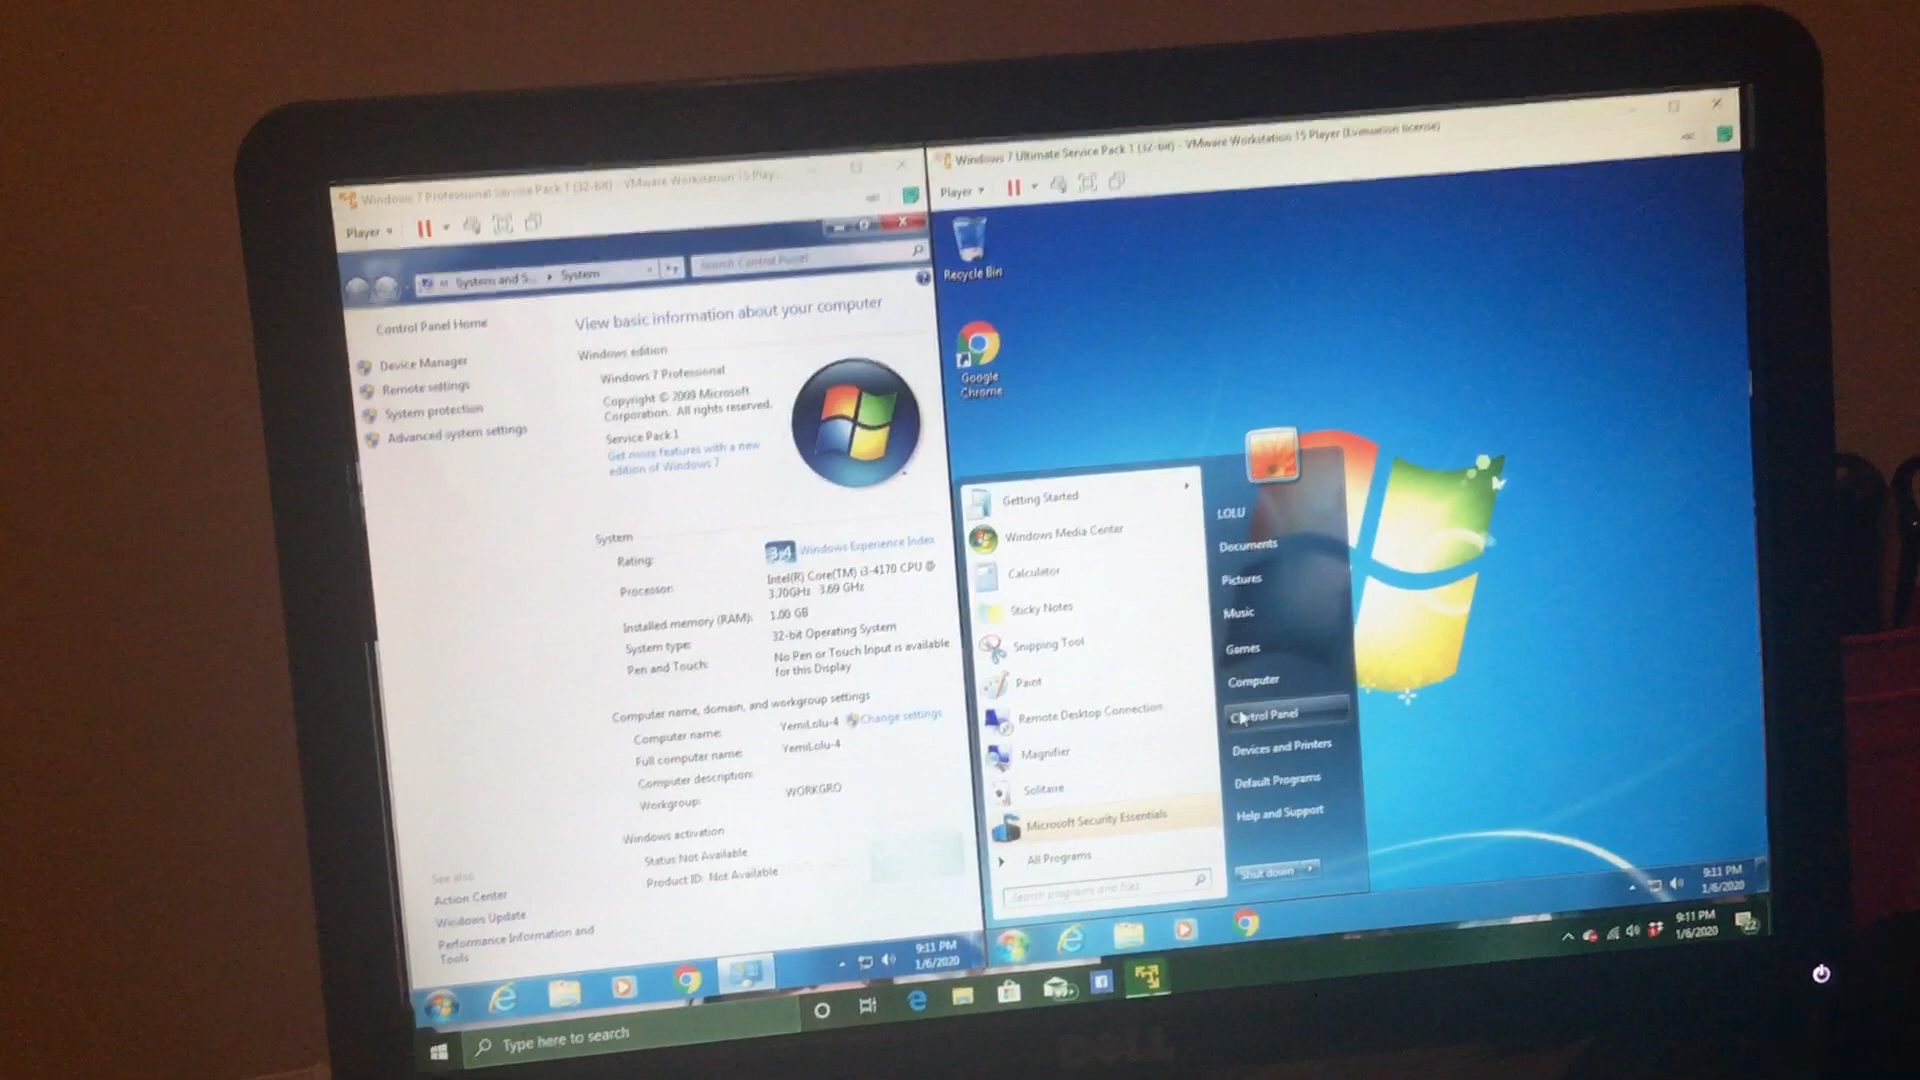 Windows 7 Professional Service Pack 1 (32-bit) - VMware Workstation 15 Play...
Player
System and S...
System
Search Control Panel
Control Panel Home
Device Manager
Remote settings
System protection
Advanced system settings
View basic information about your computer
Windows edition
Windows 7 Professional
Copyright © 2009 Microsoft
Corporation. All rights reserved.
Service Pack 1
Get more features with a new
edition of Windows 7
System
Rating:
3.4 Windows Experience Index
Processor:
Intel(R) Core(TM) i3-4170 CPU @
3.70GHz 3.69 GHz
Installed memory (RAM):
1.00 GB
System type:
32-bit Operating System
Pen and Touch:
No Pen or Touch Input is available
for this Display
Computer name, domain, and workgroup settings
Computer name:
YemiLolu-4
Change settings
Full computer name:
YemiLolu-4
Computer description:
Workgroup:
WORKGRO
Windows activation
Status Not Available
Product ID: Not Available
See also
Action Center
Windows Update
Performance Information and
Tools
9:11 PM
1/6/2020
Windows 7 Ultimate Service Pack 1 (32-bit) - VMware Workstation 15 Player (Evaluation license)
Player
Recycle Bin
Google
Chrome
Getting Started
Windows Media Center
Calculator
Sticky Notes
Snipping Tool
Paint
Remote Desktop Connection
Magnifier
Solitaire
Microsoft Security Essentials
All Programs
Search programs and files
LOLU
Documents
Pictures
Music
Games
Computer
Control Panel
Devices and Printers
Default Programs
Help and Support
Shut down
9:11 PM
1/6/2020
Type here to search
99+
9:11 PM
1/6/2020
22
DELL